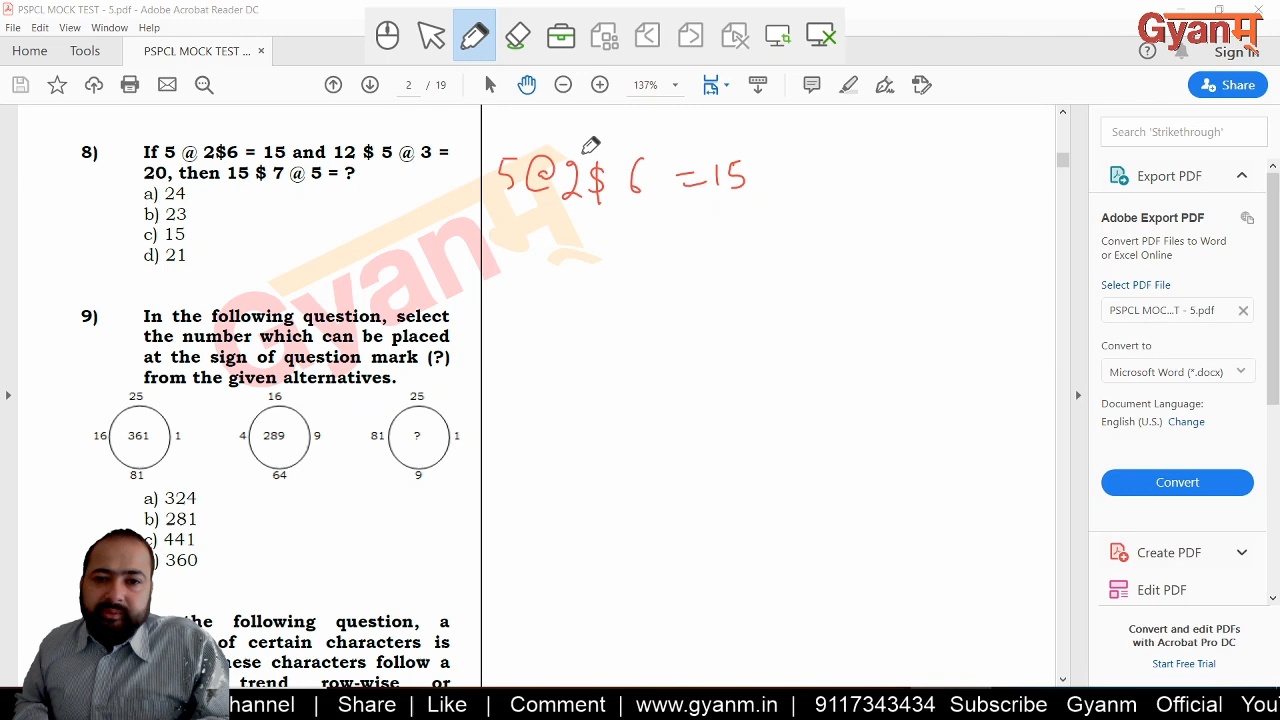 PSPCL MOCK TEST - 5.pdf - Adobe Acrobat Reader DC
File Edit View Window Help
Home Tools PSPCL MOCK TEST ... ×
Sign In
2 / 19
137%
Share
Gyanम्
8) If 5 @ 2$6 = 15 and 12 $ 5 @ 3 =
20, then 15 $ 7 @ 5 = ?
a) 24
b) 23
c) 15
d) 21
5@2$ 6 =15
Gyanम्
9) In the following question, select
the number which can be placed
at the sign of question mark (?)
from the given alternatives.
25 16 25
16 361 1 4 289 9 81 ? 1
81 64 9
a) 324
b) 281
c) 441
) 360
the following question, a
of certain characters is
hese characters follow a
trend row-wise or
Search 'Strikethrough'
Export PDF
Adobe Export PDF
Convert PDF Files to Word
or Excel Online
Select PDF File
PSPCL MOC...T - 5.pdf
Convert to
Microsoft Word (*.docx)
Document Language:
English (U.S.) Change
Convert
Create PDF
Edit PDF
Convert and edit PDFs
with Acrobat Pro DC
Start Free Trial
hannel | Share | Like | Comment | www.gyanm.in | 9117343434 Subscribe Gyanm Official You